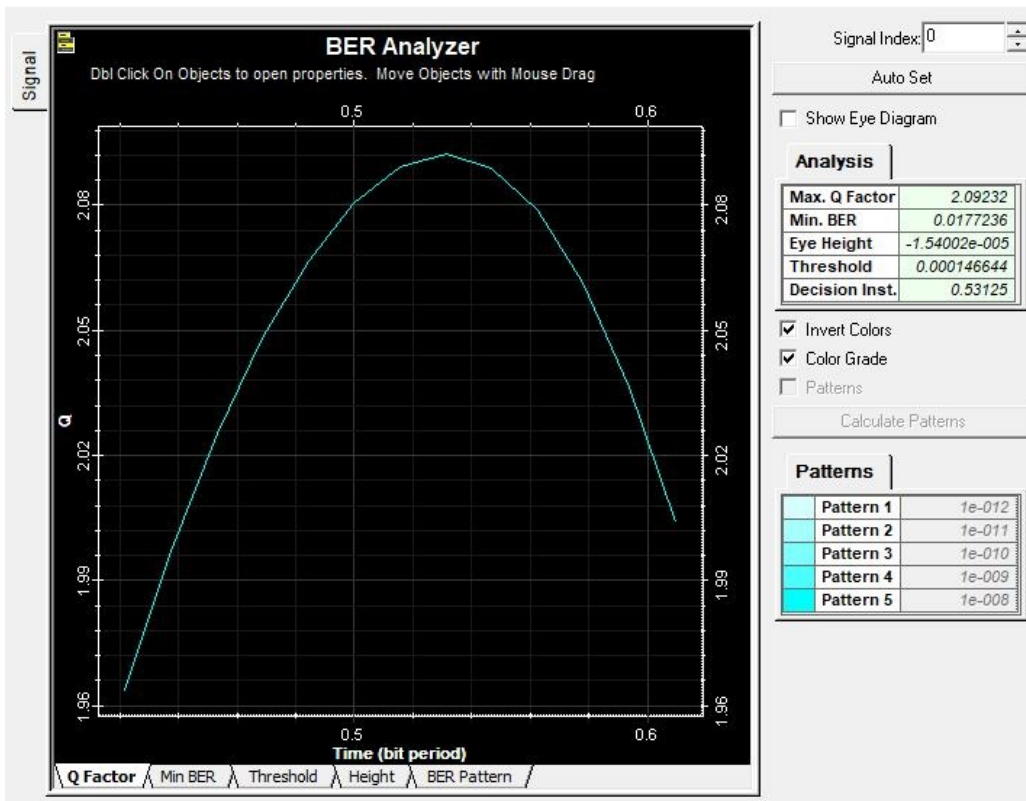 Signal
BER Analyzer
Dbl Click On Objects to open properties. Move Objects with Mouse Drag
0.5 0.6
2.08 2.08
2.05 2.05
Q
2.02 2.02
1.99 1.99
1.96 1.96
0.5 0.6
Time (bit period)
Q Factor Min BER Threshold Height BER Pattern
Signal Index: 0
Auto Set
Show Eye Diagram
Analysis
Max. Q Factor 2.09232
Min. BER 0.0177236
Eye Height -1.54002e-005
Threshold 0.000146644
Decision Inst. 0.53125
Invert Colors
Color Grade
Patterns
Calculate Patterns
Patterns
Pattern 1 1e-012
Pattern 2 1e-011
Pattern 3 1e-010
Pattern 4 1e-009
Pattern 5 1e-008